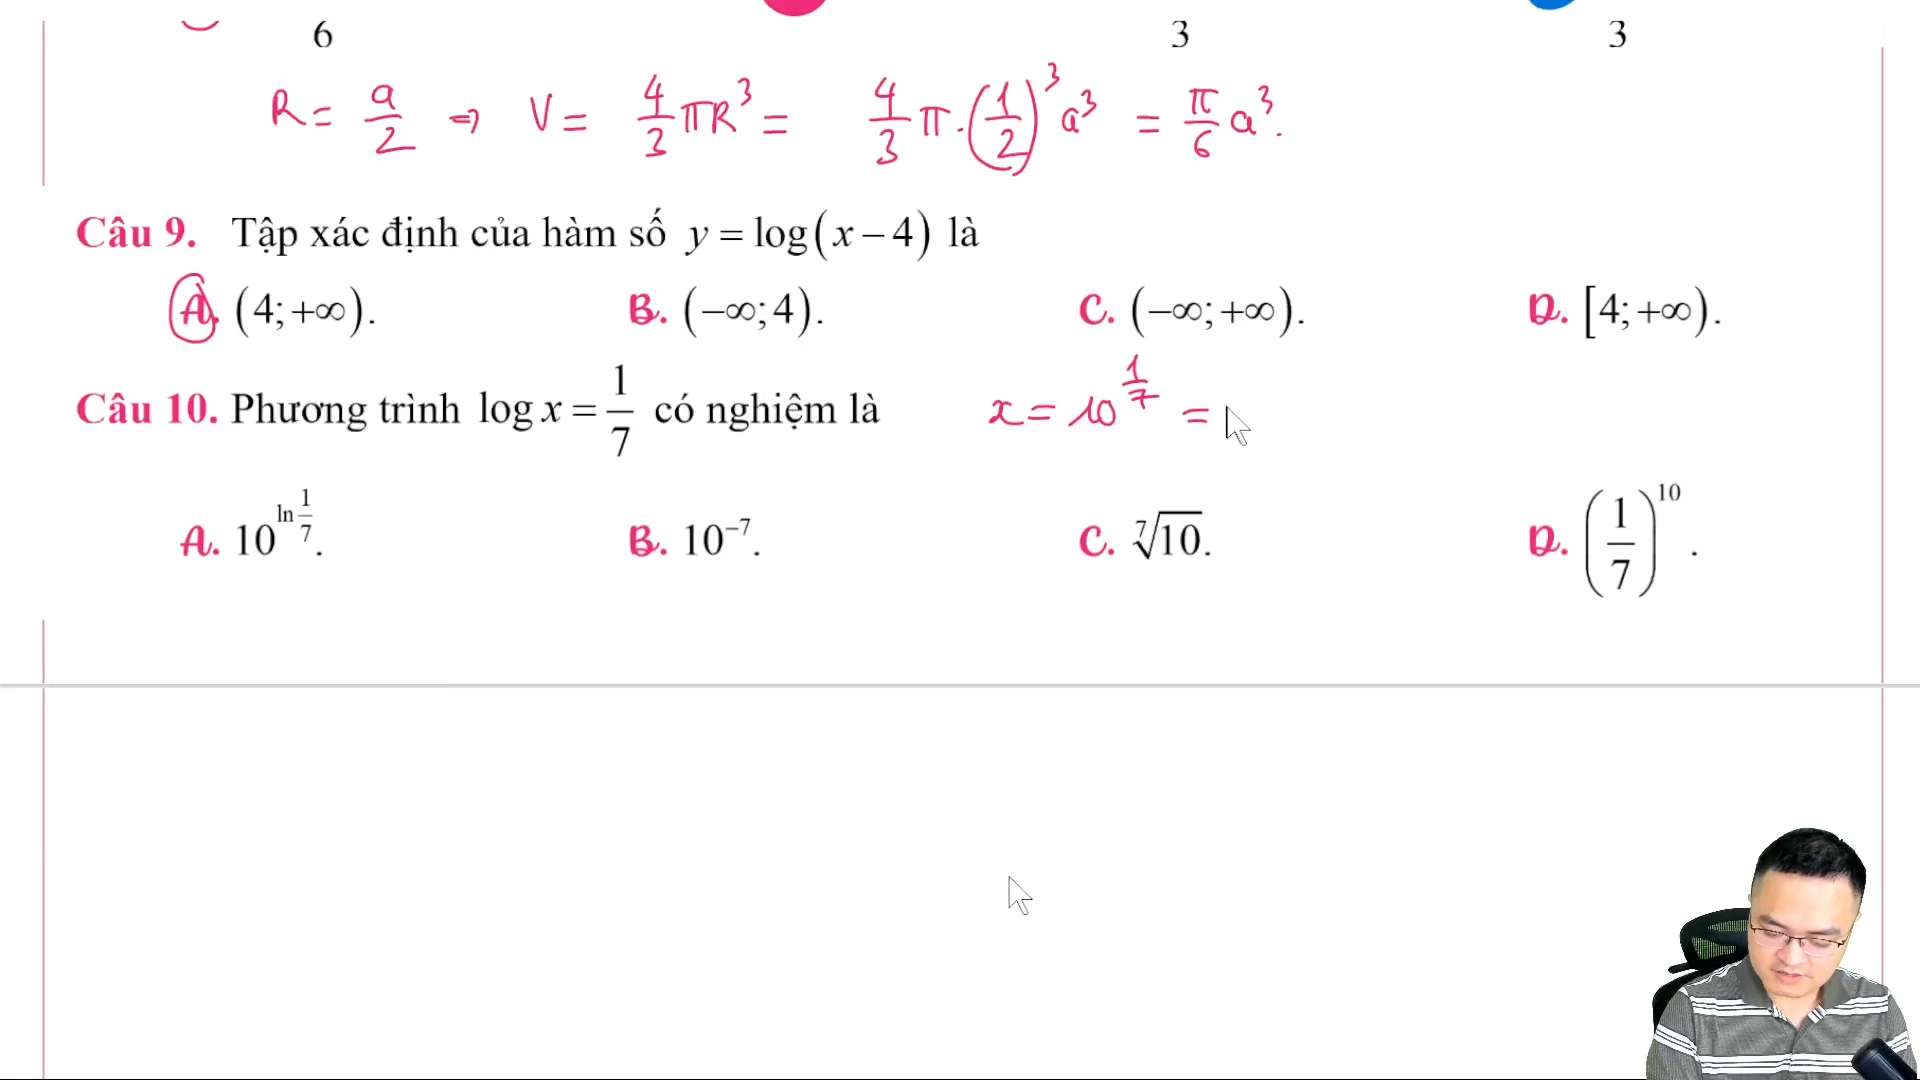 6 3 3
R = a/2 ⇒ V = 4/3 πR³ = 4/3 π.(1/2)³ a³ = π/6 a³.
Câu 9. Tập xác định của hàm số y = log(x − 4) là
A. (4; +∞). B. (−∞; 4). C. (−∞; +∞). D. [4; +∞).
Câu 10. Phương trình log x = 1/7 có nghiệm là x = 10^(1/7) =
A. 10^(ln 1/7). B. 10⁻⁷. C. ⁷√10. D. (1/7)¹⁰.